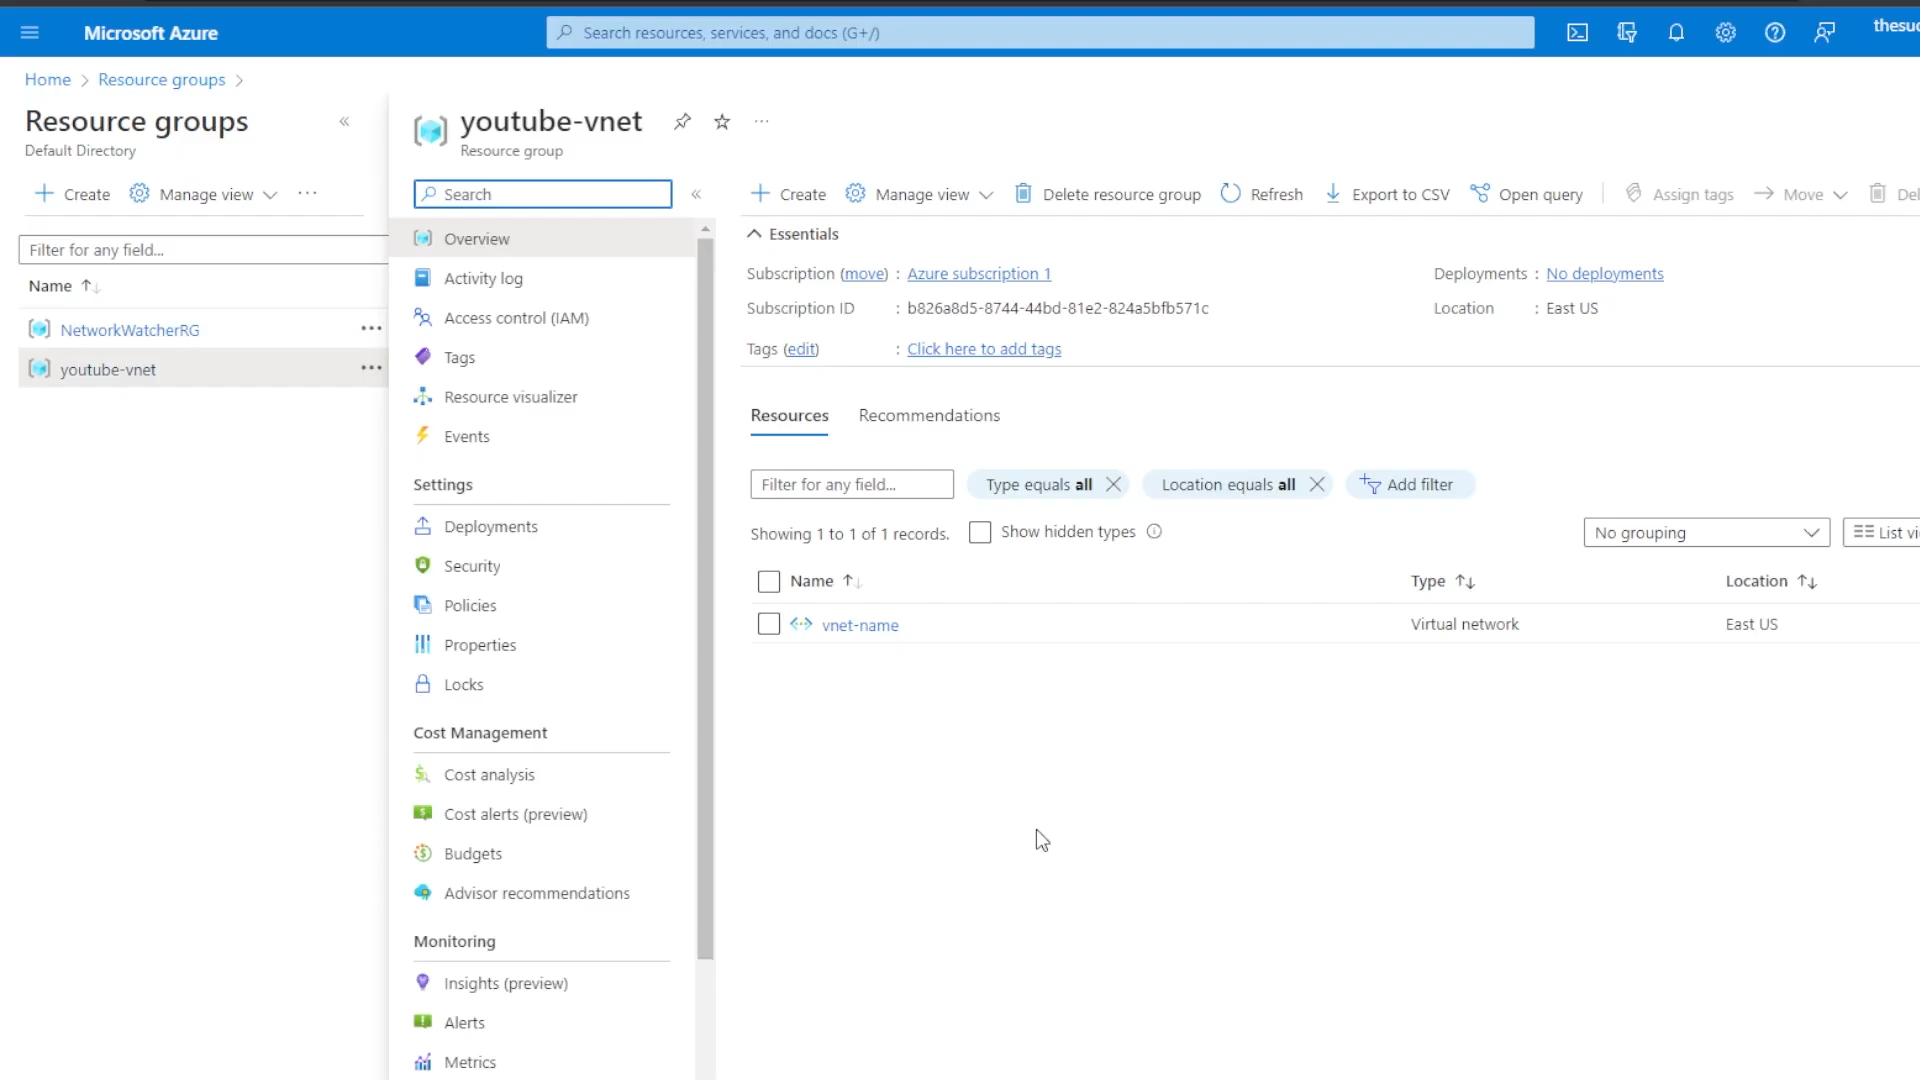 Microsoft Azure
Search resources, services, and docs (G+/)
thesuc
Home > Resource groups >
Resource groups
Default Directory
Create
Manage view
Filter for any field...
Name
NetworkWatcherRG
youtube-vnet
youtube-vnet
Resource group
Search
Overview
Activity log
Access control (IAM)
Tags
Resource visualizer
Events
Settings
Deployments
Security
Policies
Properties
Locks
Cost Management
Cost analysis
Cost alerts (preview)
Budgets
Advisor recommendations
Monitoring
Insights (preview)
Alerts
Metrics
Create
Manage view
Delete resource group
Refresh
Export to CSV
Open query
Assign tags
Move
Del
Essentials
Subscription (move) : Azure subscription 1
Subscription ID : b826a8d5-8744-44bd-81e2-824a5bfb571c
Tags (edit) : Click here to add tags
Deployments : No deployments
Location : East US
Resources
Recommendations
Filter for any field...
Type equals all
Location equals all
Add filter
Showing 1 to 1 of 1 records.
Show hidden types
No grouping
List vi
Name
Type
Location
vnet-name
Virtual network
East US